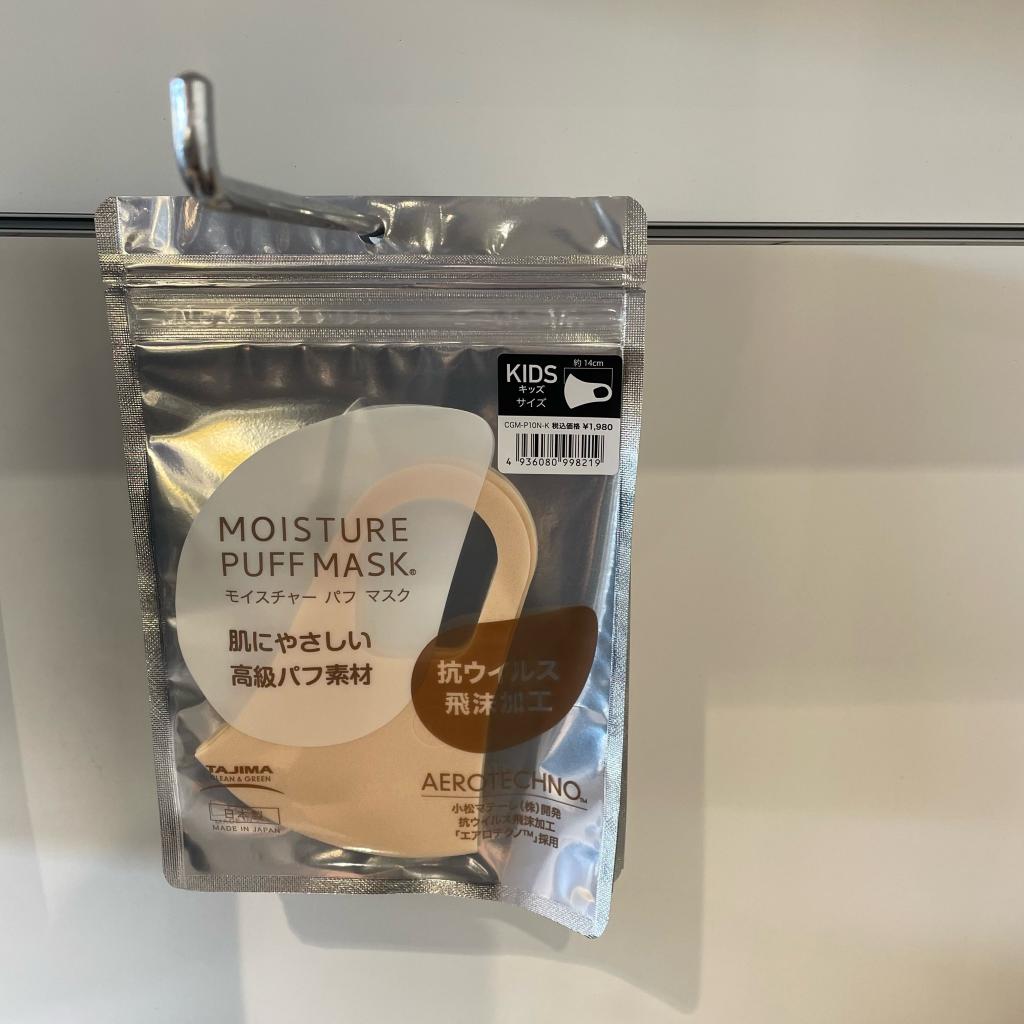 KIDS
キッズ
サイズ
約14cm
CGM-P10N-K 税込価格 ¥1,980
4 936080 998219
MOISTURE
PUFF MASK®
モイスチャー パフ マスク
肌にやさしい
高級パフ素材
抗ウイルス
飛沫加工
TAJIMA
CLEAN & GREEN
日本製
MADE IN JAPAN
AEROTECHNO™
小松マテーレ(株)開発
抗ウイルス飛沫加工
「エアロテクノ™」採用